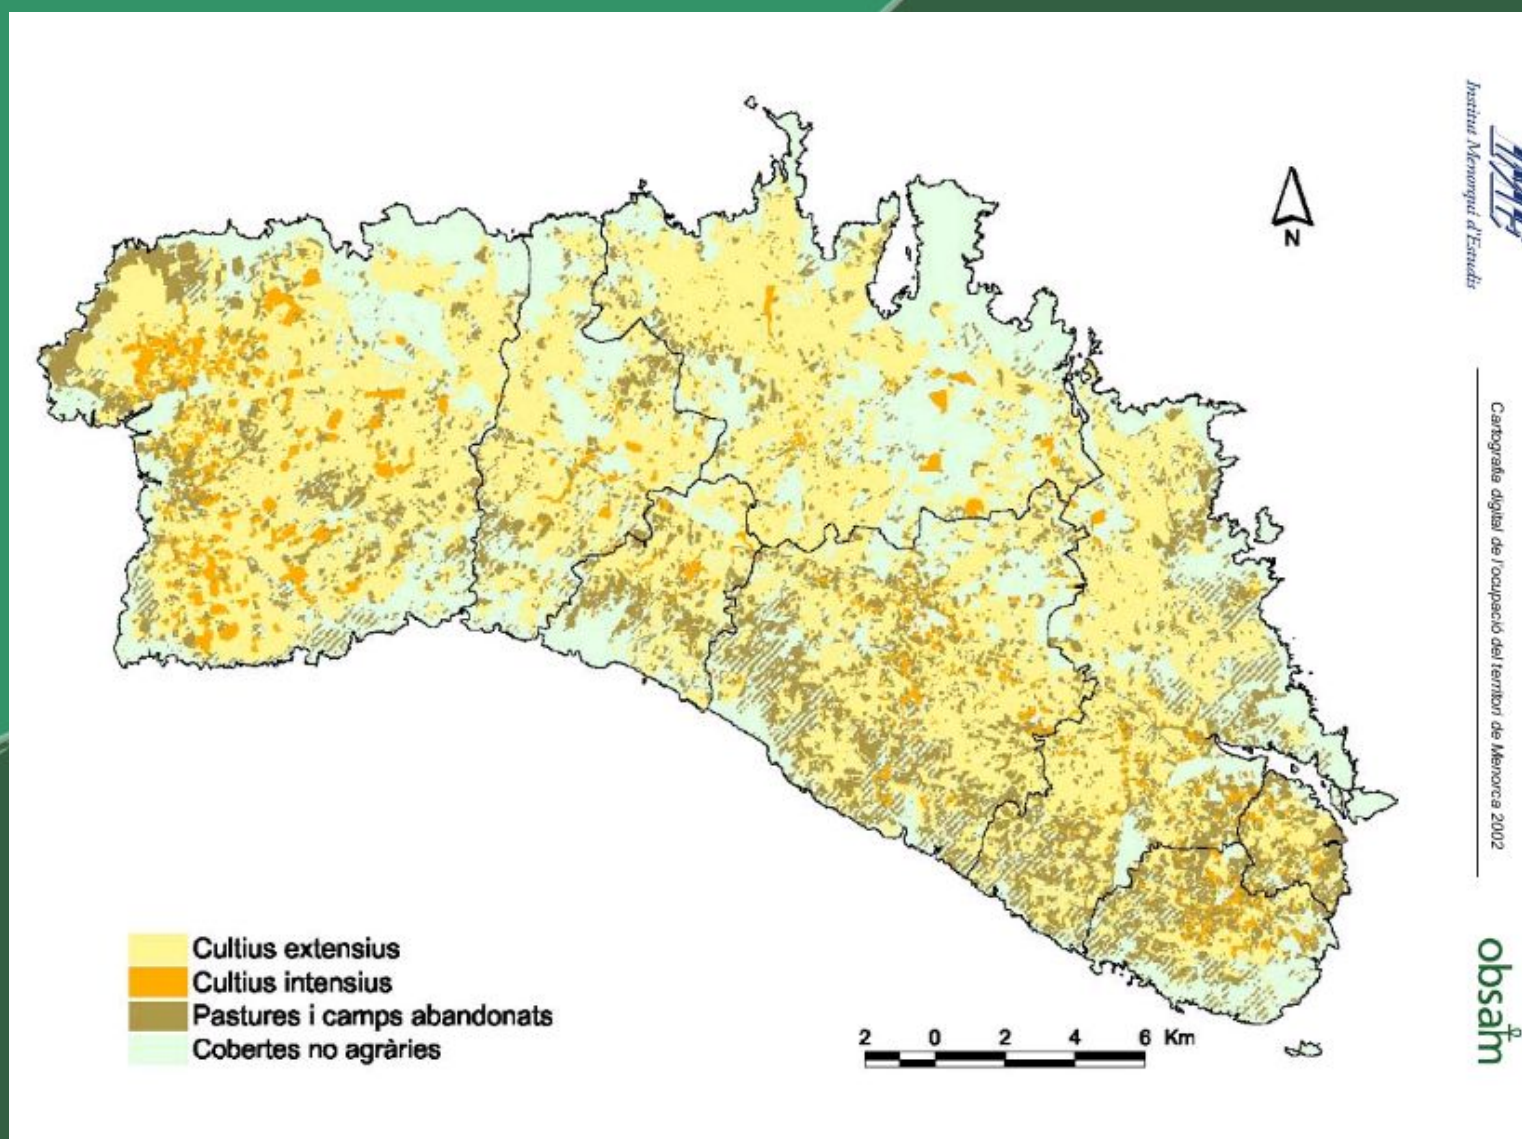 Institut Menorquí d'Estudis
N
Cartografia digital de l'ocupació del territori de Menorca 2002
Cultius extensius
Cultius intensius
Pastures i camps abandonats
Cobertes no agràries
2 0 2 4 6 Km
obsam